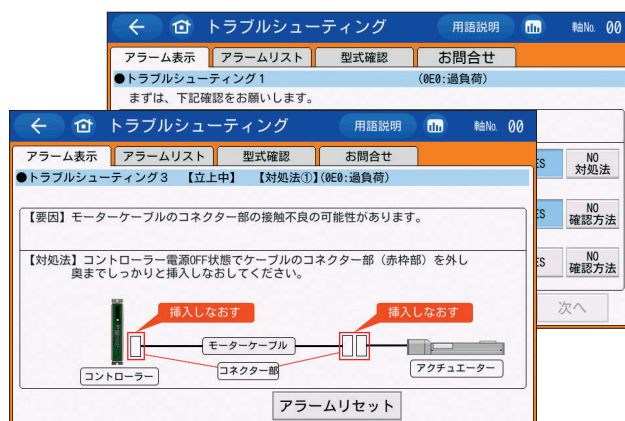 トラブルシューティング 用語説明 軸No. 00
アラーム表示 アラームリスト 型式確認 お問合せ
●トラブルシューティング1 (0E0:過負荷)
まずは、下記確認をお願いします。
ES NO
対処法
ES NO
確認方法
ES NO
確認方法
次へ
トラブルシューティング 用語説明 軸No. 00
アラーム表示 アラームリスト 型式確認 お問合せ
●トラブルシューティング3 【立上中】 【対処法①】(0E0:過負荷)
【要因】モーターケーブルのコネクター部の接触不良の可能性があります。
【対処法】コントローラー電源OFF状態でケーブルのコネクター部（赤枠部）を外し
奥までしっかりと挿入しなおしてください。
挿入しなおす 挿入しなおす
モーターケーブル
コネクター部
コントローラー アクチュエーター
アラームリセット